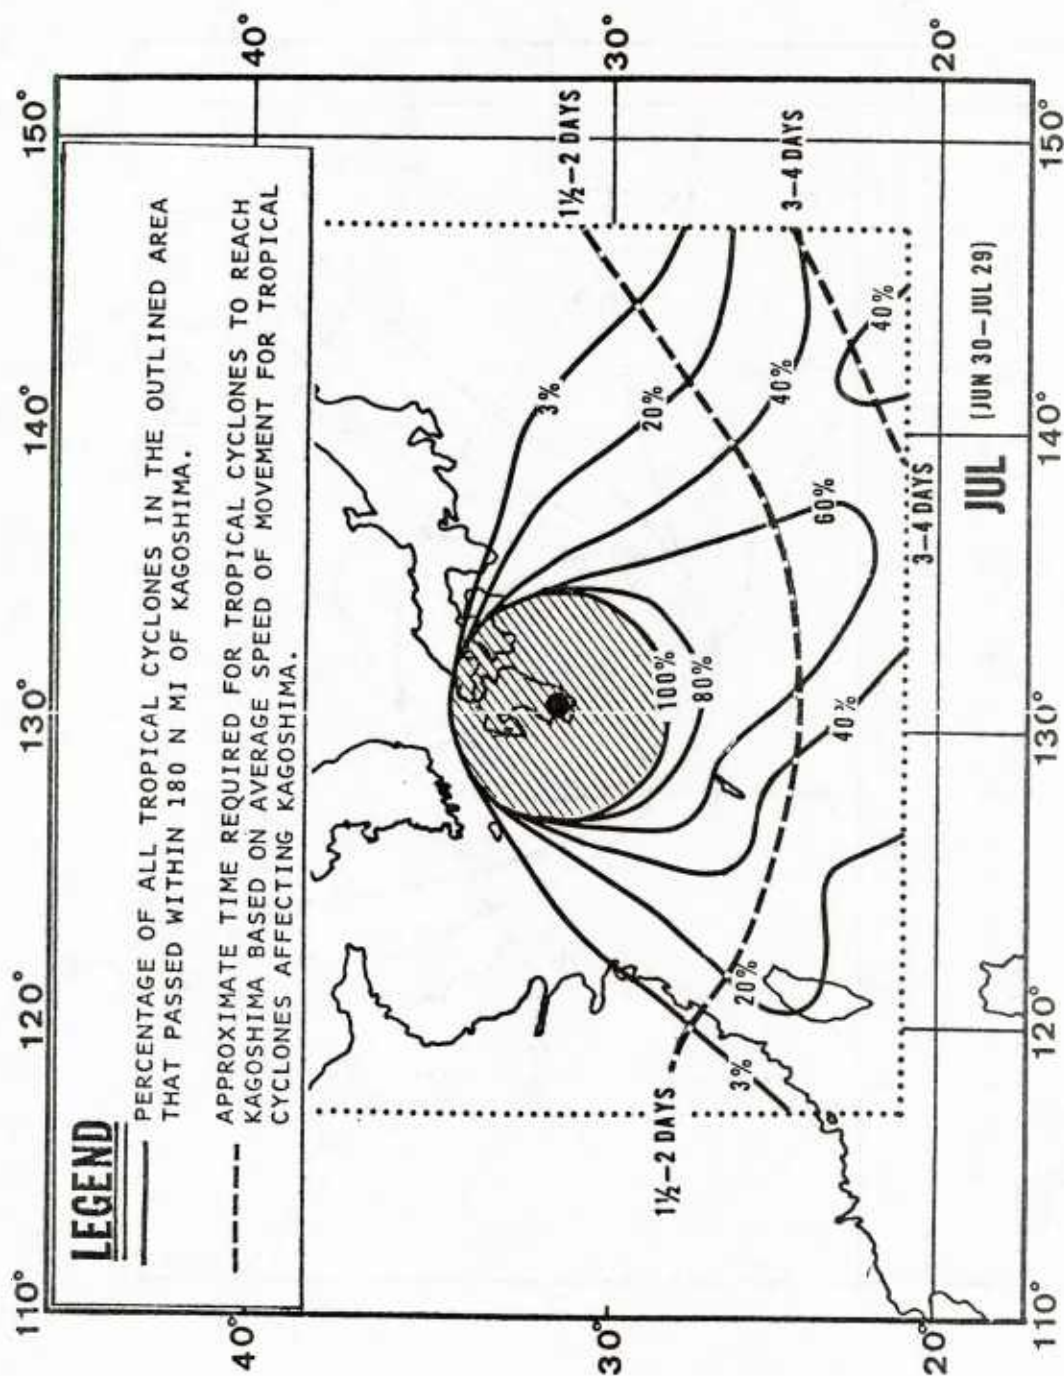 110°
120°
130°
140°
150°
LEGEND
PERCENTAGE OF ALL TROPICAL CYCLONES IN THE OUTLINED AREA
THAT PASSED WITHIN 180 N MI OF KAGOSHIMA.
APPROXIMATE TIME REQUIRED FOR TROPICAL CYCLONES TO REACH
KAGOSHIMA BASED ON AVERAGE SPEED OF MOVEMENT FOR TROPICAL
CYCLONES AFFECTING KAGOSHIMA.
40°
40°
30°
30°
20°
20°
3%
20%
40%
60%
100%
80%
40%
20%
3%
40%
1½–2 DAYS
1½–2 DAYS
3–4 DAYS
3–4 DAYS
JUL
[JUN 30–JUL 29]
110°
120°
130°
140°
150°